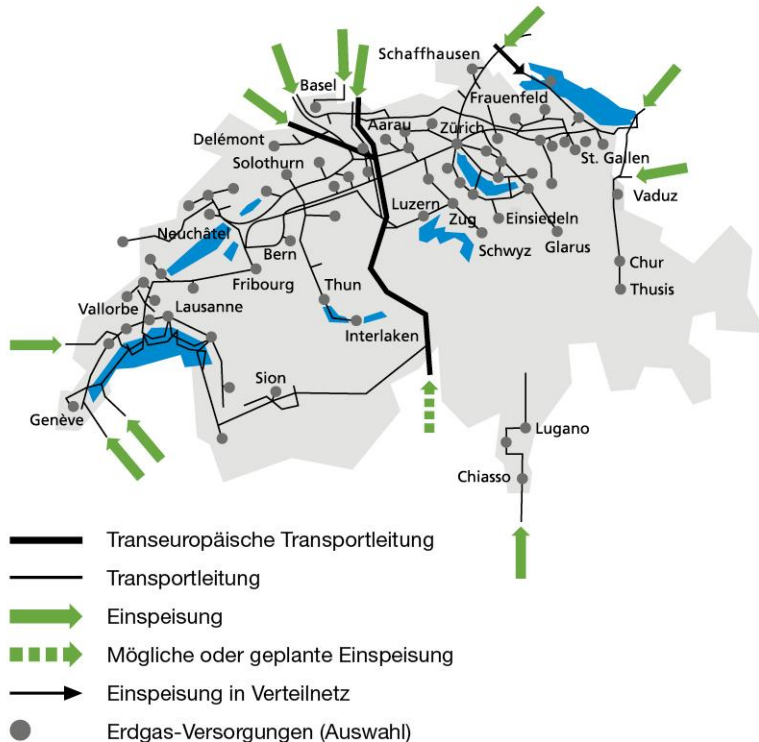 Schaffhausen
Basel
Frauenfeld
Aarau
Zürich
Delémont
Solothurn
St. Gallen
Vaduz
Luzern
Zug
Einsiedeln
Neuchâtel
Schwyz
Glarus
Bern
Chur
Fribourg
Thun
Thusis
Vallorbe
Lausanne
Interlaken
Sion
Genève
Lugano
Chiasso
Transeuropäische Transportleitung
Transportleitung
Einspeisung
Mögliche oder geplante Einspeisung
Einspeisung in Verteilnetz
Erdgas-Versorgungen (Auswahl)